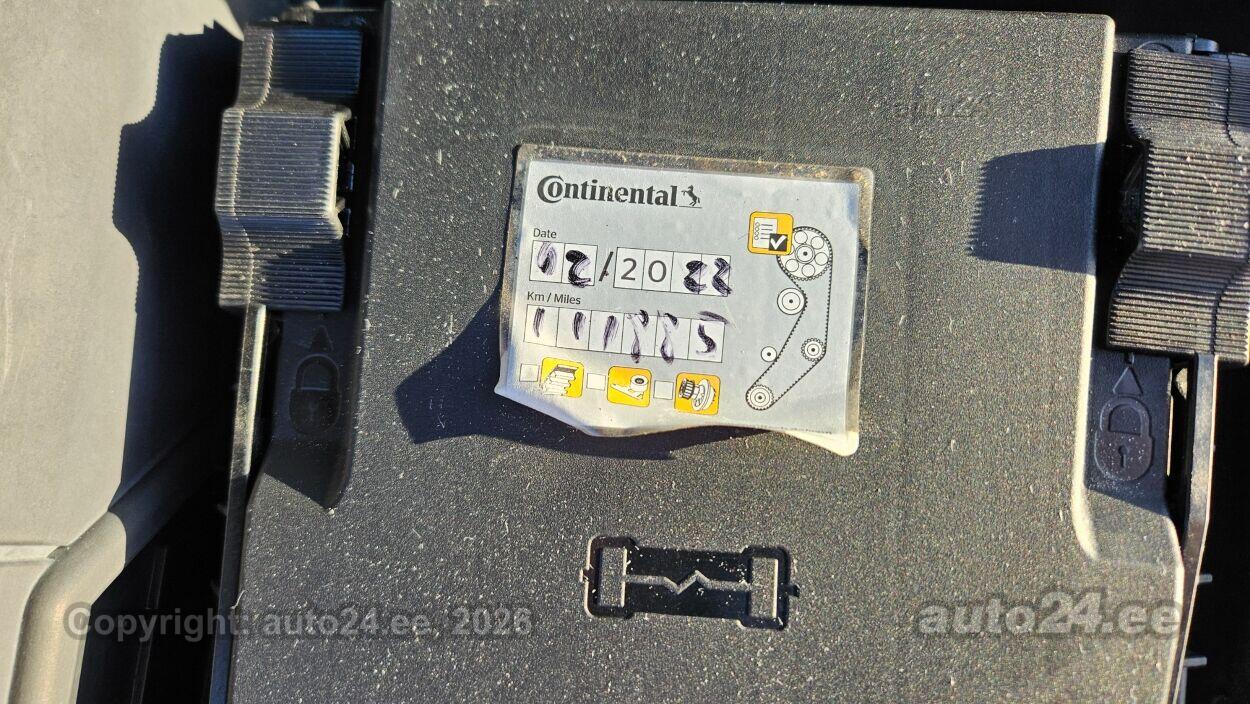 Continental
Date
02/2022
Km / Miles
111885
Copyright: auto24.ee, 2026
auto24.ee